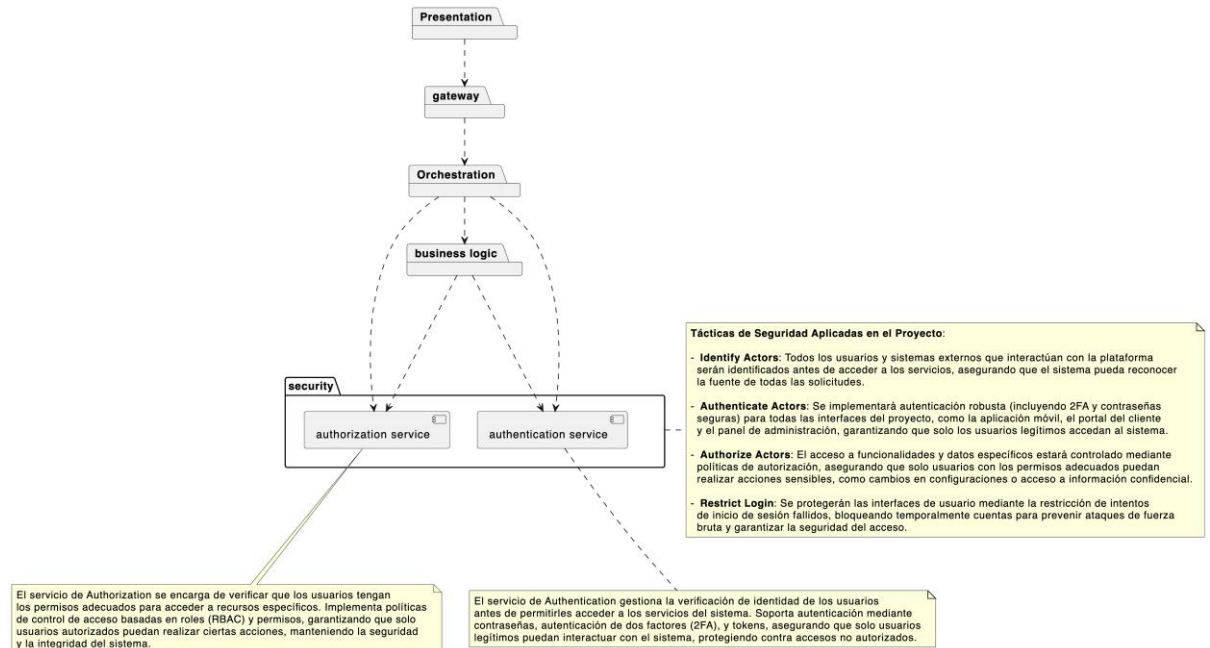 Presentation
gateway
Orchestration
business logic
security
authorization service
authentication service
Tácticas de Seguridad Aplicadas en el Proyecto:
- Identify Actors: Todos los usuarios y sistemas externos que interactúan con la plataforma
serán identificados antes de acceder a los servicios, asegurando que el sistema pueda reconocer
la fuente de todas las solicitudes.
- Authenticate Actors: Se implementará autenticación robusta (incluyendo 2FA y contraseñas
seguras) para todas las interfaces del proyecto, como la aplicación móvil, el portal del cliente
y el panel de administración, garantizando que solo los usuarios legítimos accedan al sistema.
- Authorize Actors: El acceso a funcionalidades y datos específicos estará controlado mediante
políticas de autorización, asegurando que solo usuarios con los permisos adecuados puedan
realizar acciones sensibles, como cambios en configuraciones o acceso a información confidencial.
- Restrict Login: Se protegerán las interfaces de usuario mediante la restricción de intentos
de inicio de sesión fallidos, bloqueando temporalmente cuentas para prevenir ataques de fuerza
bruta y garantizar la seguridad del acceso.
El servicio de Authorization se encarga de verificar que los usuarios tengan
los permisos adecuados para acceder a recursos específicos. Implementa políticas
de control de acceso basadas en roles (RBAC) y permisos, garantizando que solo
usuarios autorizados puedan realizar ciertas acciones, manteniendo la seguridad
y la integridad del sistema.
El servicio de Authentication gestiona la verificación de identidad de los usuarios
antes de permitirles acceder a los servicios del sistema. Soporta autenticación mediante
contraseñas, autenticación de dos factores (2FA), y tokens, asegurando que solo usuarios
legítimos puedan interactuar con el sistema, protegiendo contra accesos no autorizados.